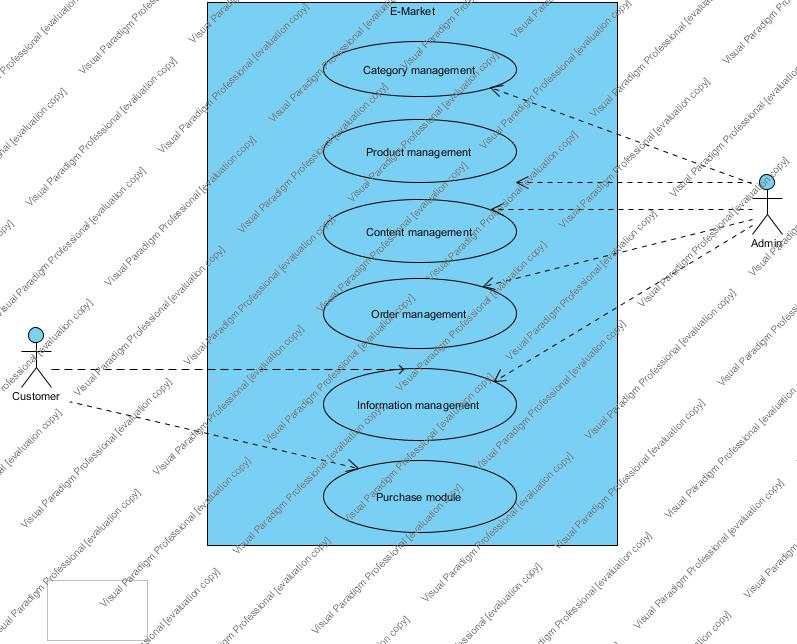 E-Market
Category management
Product management
Content management
Admin
Order management
Customer
Information management
Purchase module
Visual Paradigm Professional [evaluation copy]